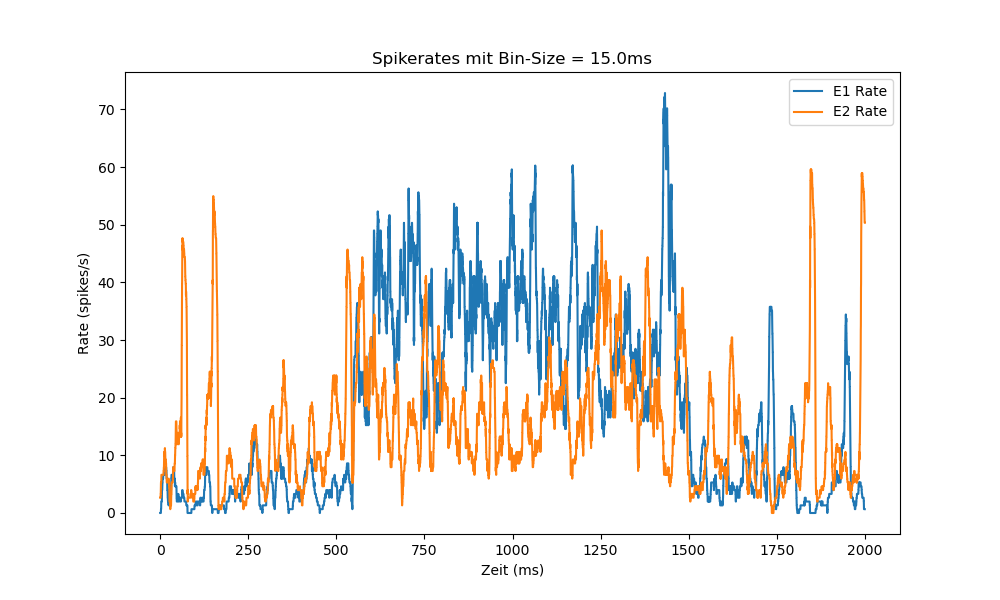 Spikerates mit Bin-Size = 15.0ms
E1 Rate
E2 Rate
Rate (spikes/s)
70
60
50
40
30
20
10
0
0 250 500 750 1000 1250 1500 1750 2000
Zeit (ms)